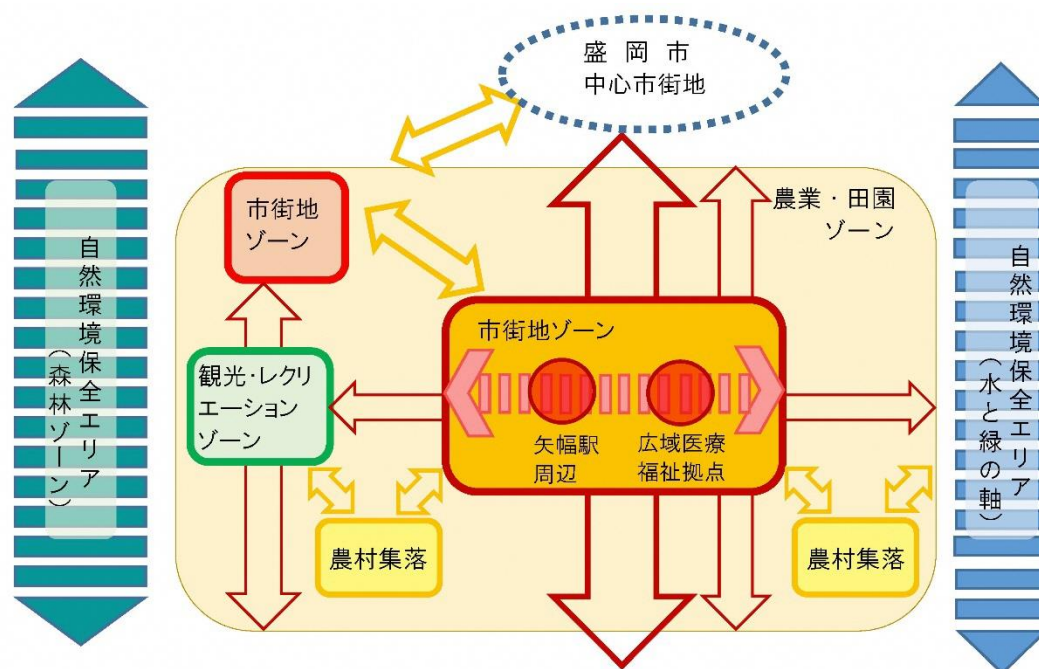 盛岡市
中心市街地
市街地
ゾーン
農業・田園
ゾーン
自然環境保全エリア
（森林ゾーン）
市街地ゾーン
観光・レクリ
エーション
ゾーン
矢幅駅
周辺
広域医療
福祉拠点
農村集落
農村集落
自然環境保全エリア
（水と緑の軸）